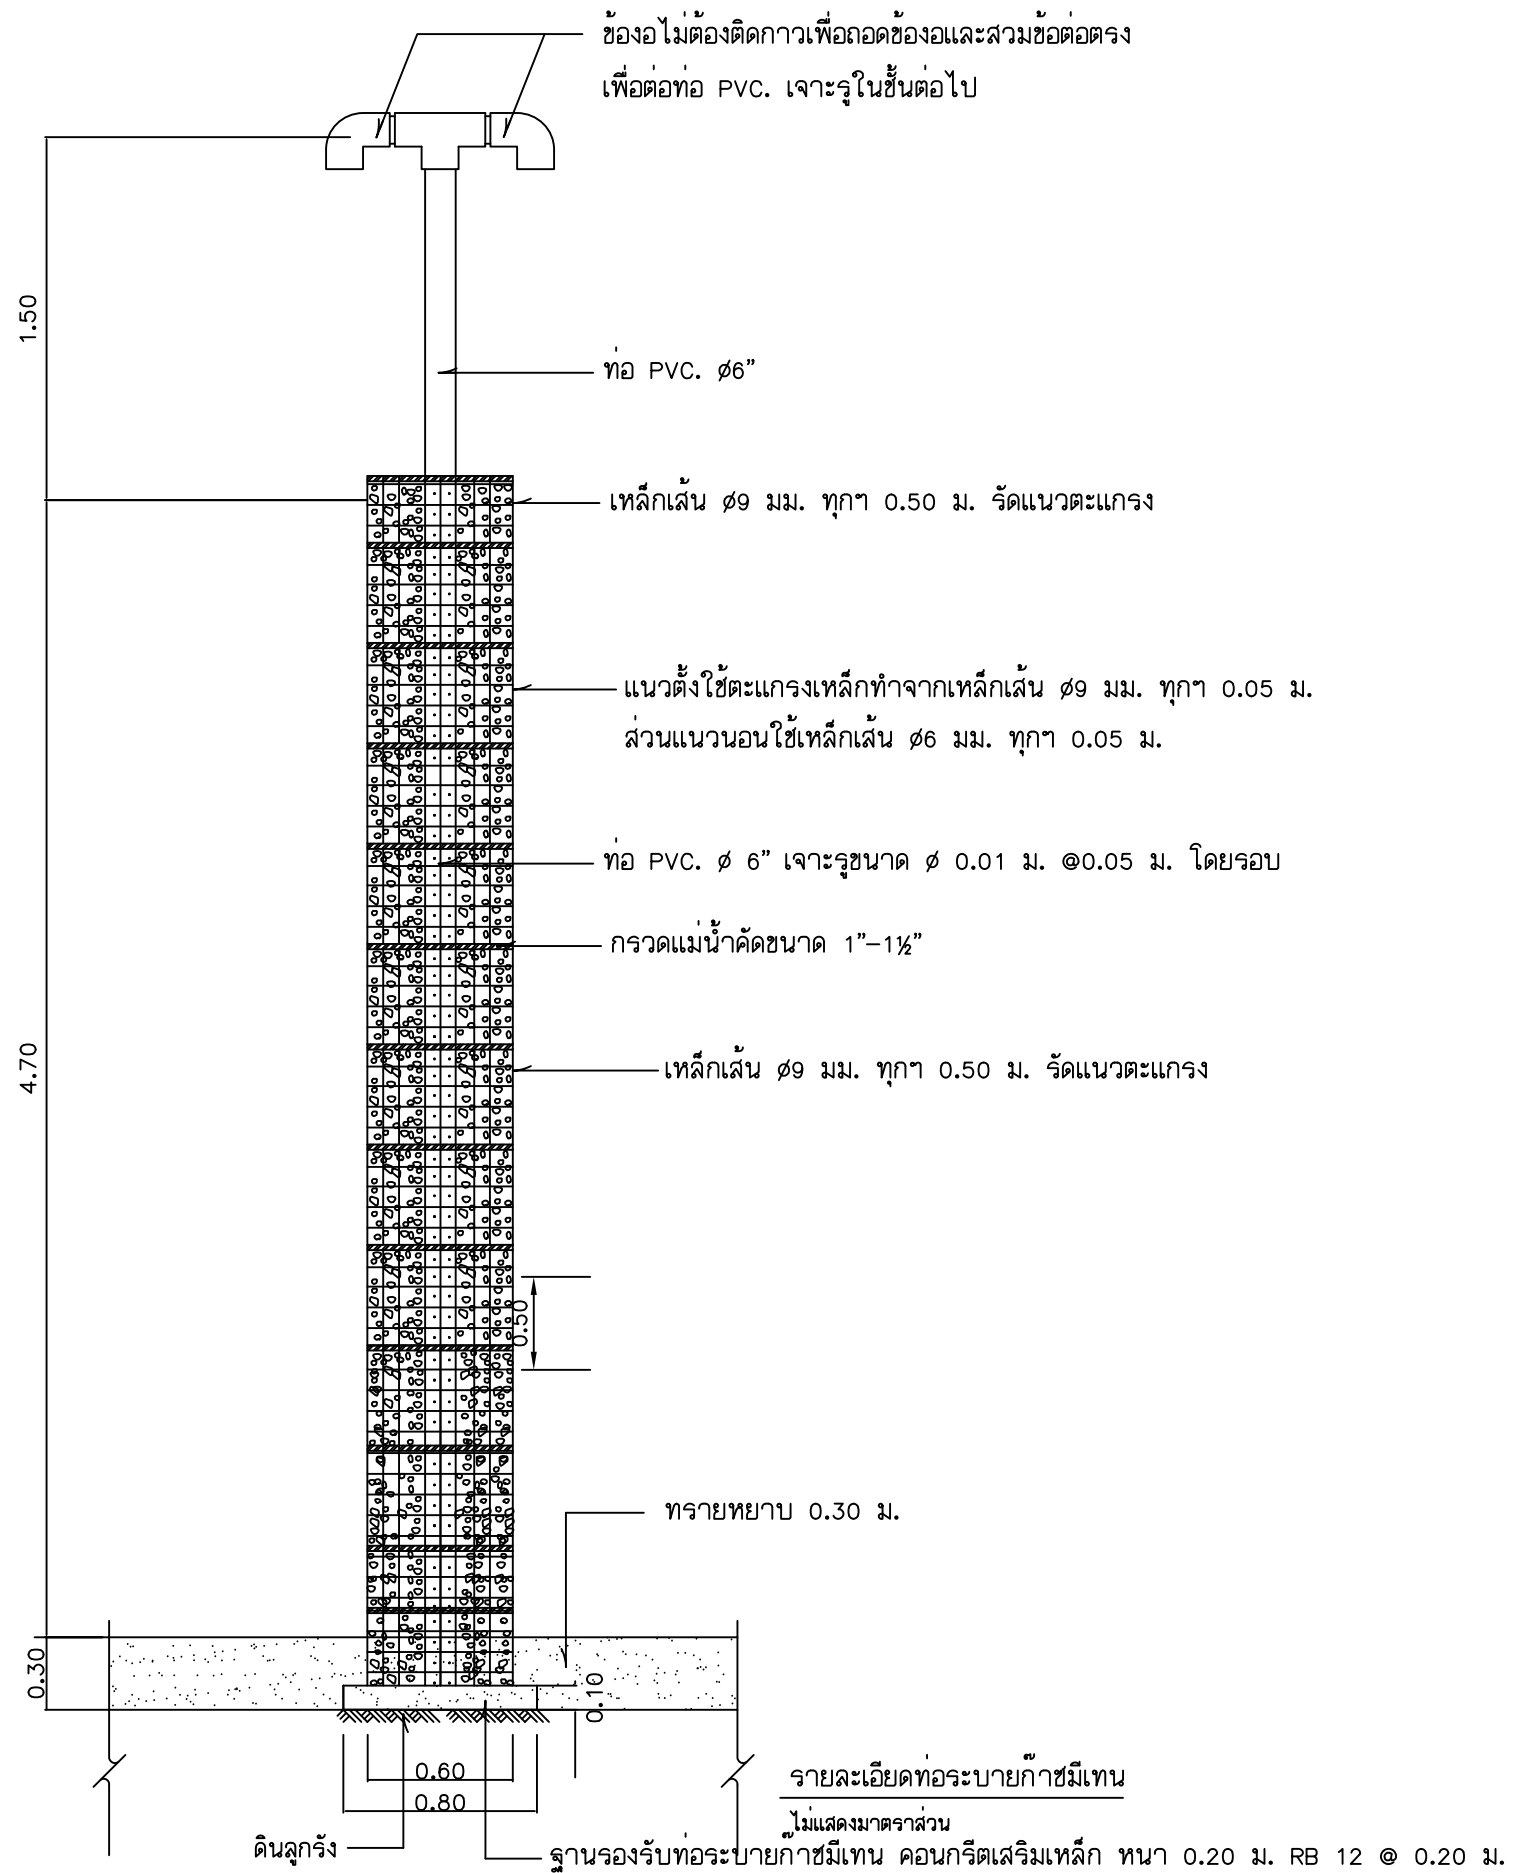 ข้องอไม่ต้องติดกาวเพื่อถอดข้องอและสวมข้อต่อตรง
เพื่อต่อท่อ PVC. เจาะรูในชั้นต่อไป
1.50
ท่อ PVC. ø6"
เหล็กเส้น ø9 มม. ทุกๆ 0.50 ม. รัดแนวตะแกรง
แนวตั้งใช้ตะแกรงเหล็กทำจากเหล็กเส้น ø9 มม. ทุกๆ 0.05 ม.
ส่วนแนวนอนใช้เหล็กเส้น ø6 มม. ทุกๆ 0.05 ม.
ท่อ PVC. ø 6" เจาะรูขนาด ø 0.01 ม. @0.05 ม. โดยรอบ
กรวดแม่น้ำคัดขนาด 1"-1½"
4.70
เหล็กเส้น ø9 มม. ทุกๆ 0.50 ม. รัดแนวตะแกรง
0.50
ทรายหยาบ 0.30 ม.
0.30
0.10
0.60
0.80
รายละเอียดท่อระบายก๊าซมีเทน
ไม่แสดงมาตราส่วน
ดินลูกรัง
ฐานรองรับท่อระบายก๊าซมีเทน คอนกรีตเสริมเหล็ก หนา 0.20 ม. RB 12 @ 0.20 ม.